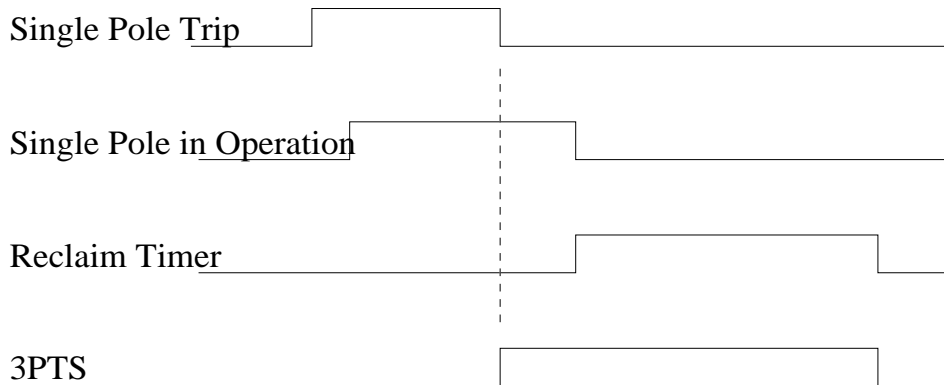 Single Pole Trip
Single Pole in Operation
Reclaim Timer
3PTS